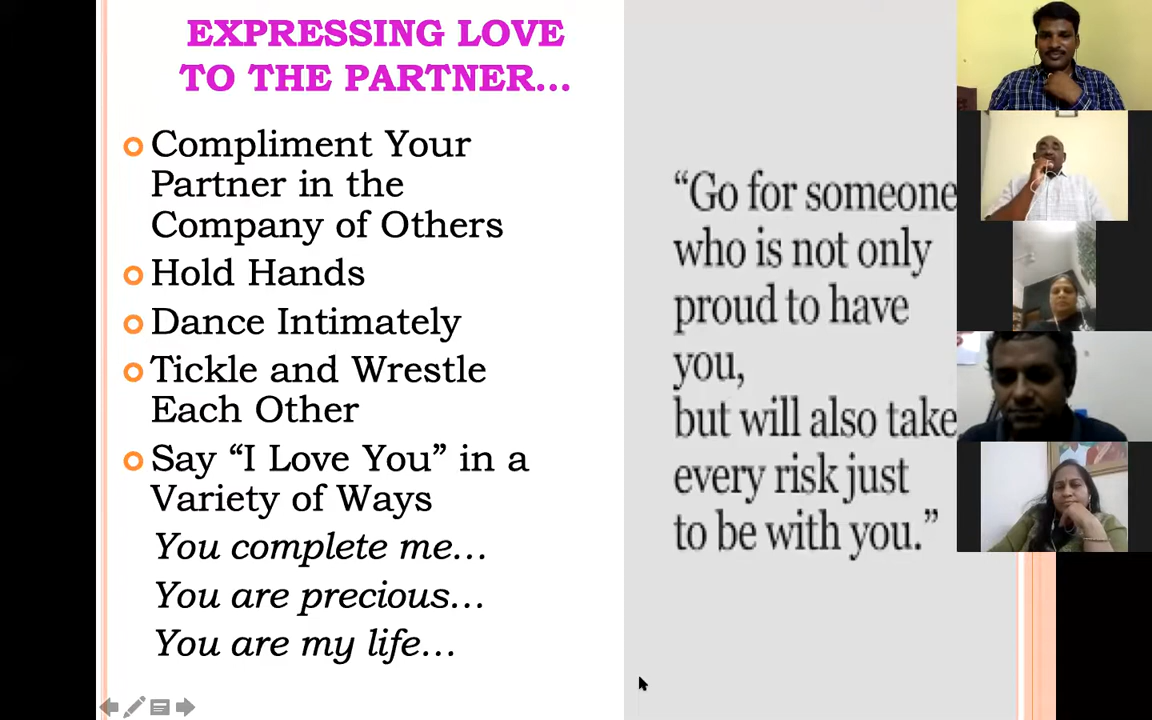 EXPRESSING LOVE
TO THE PARTNER...
Compliment Your
Partner in the
Company of Others
Hold Hands
Dance Intimately
Tickle and Wrestle
Each Other
Say “I Love You” in a
Variety of Ways
You complete me...
You are precious...
You are my life...
“Go for someone
who is not only
proud to have
you,
but will also take
every risk just
to be with you.”